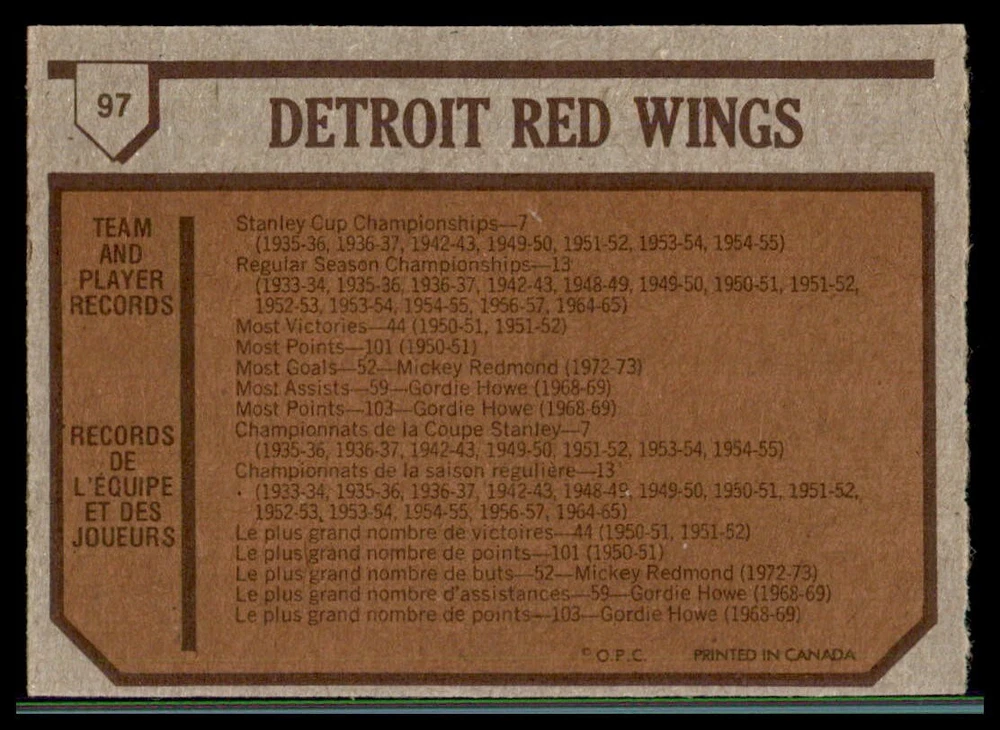 97
DETROIT RED WINGS
TEAM
AND
PLAYER
RECORDS
Stanley Cup Championships—7
(1935-36, 1936-37, 1942-43, 1949-50, 1951-52, 1953-54, 1954-55)
Regular Season Championships—13
(1933-34, 1935-36, 1936-37, 1942-43, 1948-49, 1949-50, 1950-51, 1951-52,
1952-53, 1953-54, 1954-55, 1956-57, 1964-65)
Most Victories—44 (1950-51, 1951-52)
Most Points—101 (1950-51)
Most Goals—52—Mickey Redmond (1972-73)
Most Assists—59—Gordie Howe (1968-69)
Most Points—103—Gordie Howe (1968-69)
RECORDS
DE
L'ÉQUIPE
ET DES
JOUEURS
Championnats de la Coupe Stanley—7
(1935-36, 1936-37, 1942-43, 1949-50, 1951-52, 1953-54, 1954-55)
Championnats de la saison régulière—13
(1933-34, 1935-36, 1936-37, 1942-43, 1948-49, 1949-50, 1950-51, 1951-52,
1952-53, 1953-54, 1954-55, 1956-57, 1964-65)
Le plus grand nombre de victoires—44 (1950-51, 1951-52)
Le plus grand nombre de points—101 (1950-51)
Le plus grand nombre de buts—52—Mickey Redmond (1972-73)
Le plus grand nombre d'assistances—59—Gordie Howe (1968-69)
Le plus grand nombre de points—103—Gordie Howe (1968-69)
© O.P.C. PRINTED IN CANADA